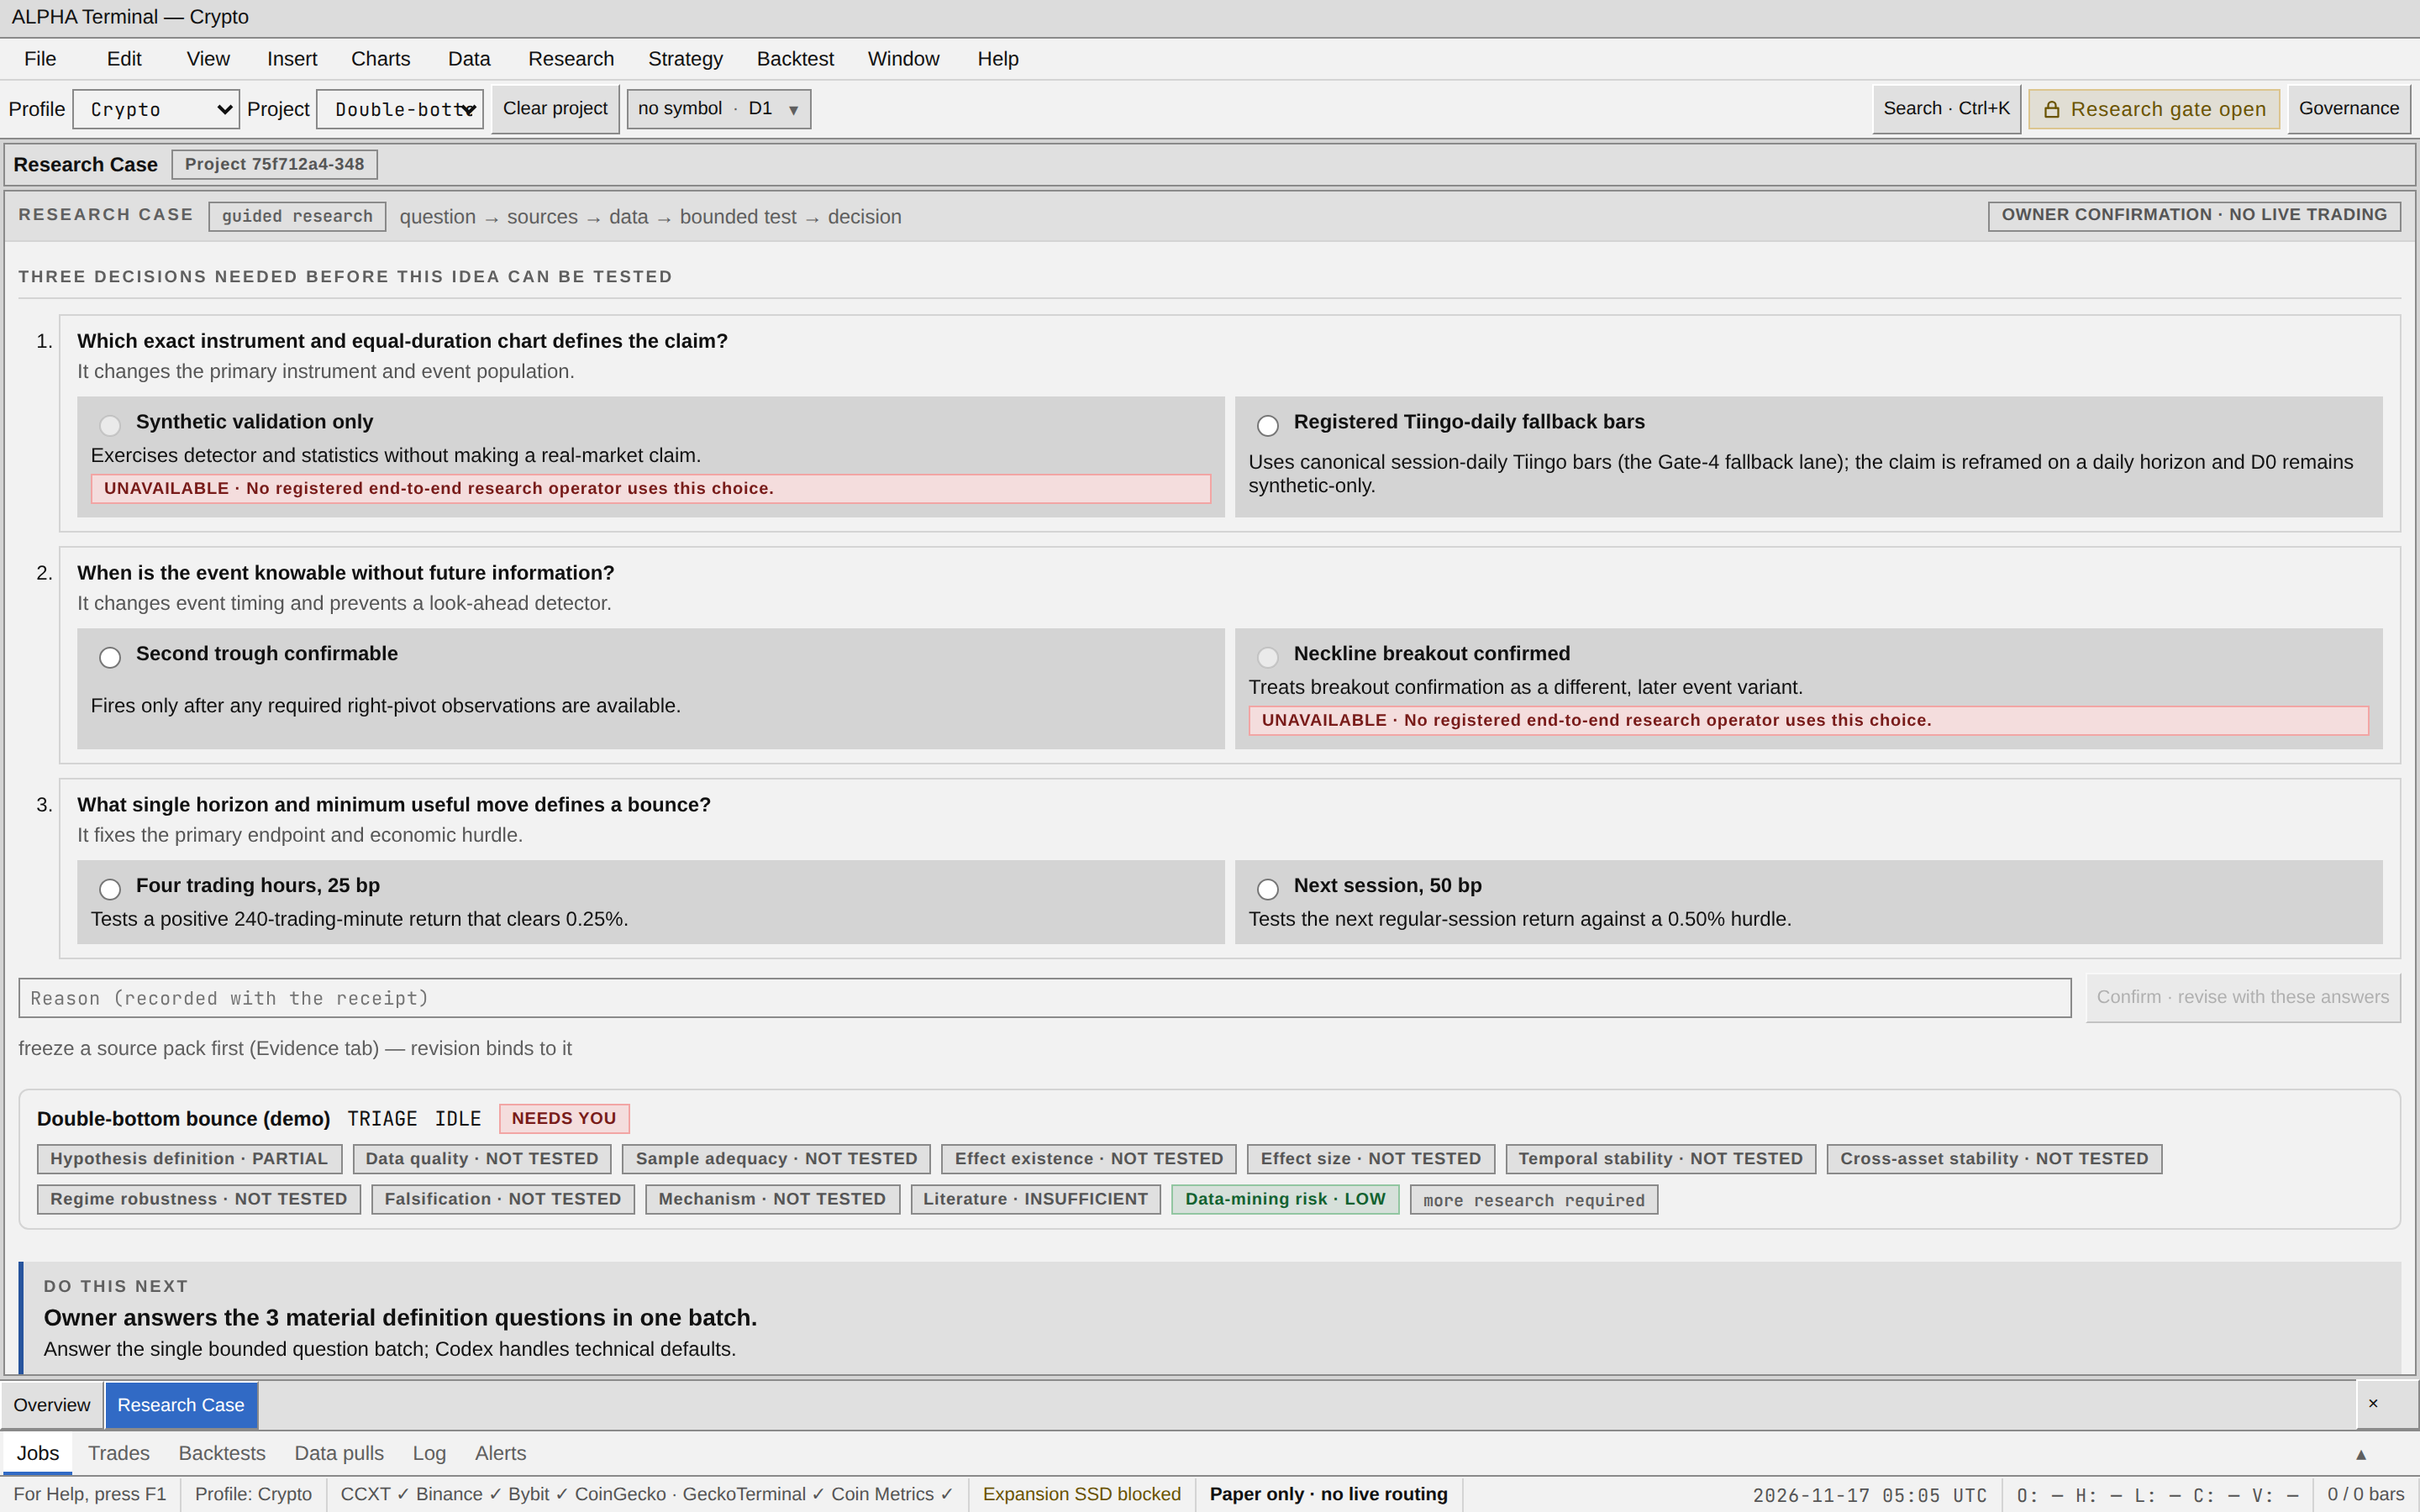 ALPHA Terminal — Crypto
File Edit View Insert Charts Data Research Strategy Backtest Window Help
Profile Crypto Project Double-bott Clear project no symbol · D1 ▼ Search · Ctrl+K Research gate open Governance
Research Case Project 75f712a4-348
RESEARCH CASE guided research question → sources → data → bounded test → decision OWNER CONFIRMATION · NO LIVE TRADING
THREE DECISIONS NEEDED BEFORE THIS IDEA CAN BE TESTED
1. Which exact instrument and equal-duration chart defines the claim?
It changes the primary instrument and event population.
Synthetic validation only
Exercises detector and statistics without making a real-market claim.
UNAVAILABLE · No registered end-to-end research operator uses this choice.
Registered Tiingo-daily fallback bars
Uses canonical session-daily Tiingo bars (the Gate-4 fallback lane); the claim is reframed on a daily horizon and D0 remains
synthetic-only.
2. When is the event knowable without future information?
It changes event timing and prevents a look-ahead detector.
Second trough confirmable
Fires only after any required right-pivot observations are available.
Neckline breakout confirmed
Treats breakout confirmation as a different, later event variant.
UNAVAILABLE · No registered end-to-end research operator uses this choice.
3. What single horizon and minimum useful move defines a bounce?
It fixes the primary endpoint and economic hurdle.
Four trading hours, 25 bp
Tests a positive 240-trading-minute return that clears 0.25%.
Next session, 50 bp
Tests the next regular-session return against a 0.50% hurdle.
Reason (recorded with the receipt) Confirm · revise with these answers
freeze a source pack first (Evidence tab) — revision binds to it
Double-bottom bounce (demo) TRIAGE IDLE NEEDS YOU
Hypothesis definition · PARTIAL Data quality · NOT TESTED Sample adequacy · NOT TESTED Effect existence · NOT TESTED Effect size · NOT TESTED Temporal stability · NOT TESTED Cross-asset stability · NOT TESTED
Regime robustness · NOT TESTED Falsification · NOT TESTED Mechanism · NOT TESTED Literature · INSUFFICIENT Data-mining risk · LOW more research required
DO THIS NEXT
Owner answers the 3 material definition questions in one batch.
Answer the single bounded question batch; Codex handles technical defaults.
Overview Research Case ×
Jobs Trades Backtests Data pulls Log Alerts ▲
For Help, press F1 Profile: Crypto CCXT ✓ Binance ✓ Bybit ✓ CoinGecko · GeckoTerminal ✓ Coin Metrics ✓ Expansion SSD blocked Paper only · no live routing 2026-11-17 05:05 UTC O: — H: — L: — C: — V: — 0 / 0 bars